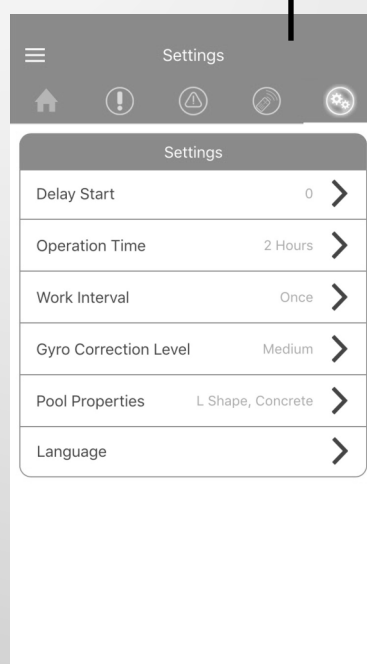 Settings
Settings
Delay Start 0
Operation Time 2 Hours
Work Interval Once
Gyro Correction Level Medium
Pool Properties L Shape, Concrete
Language